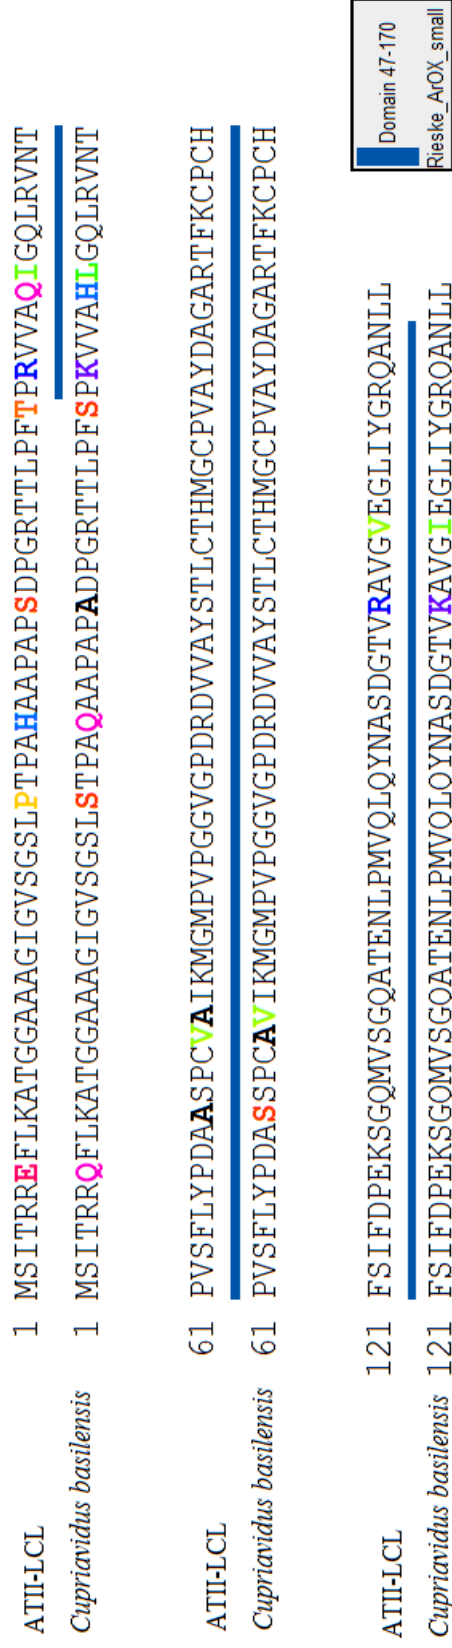 ATII-LCL 1 MSITRREFLKATGGAAAGIGVSGSLPTPAHAAPAPSDPGRTTLPFTPRVVAQIGQLRVNT
Cupriavidus basilensis 1 MSITRRQFLKATGGAAAGIGVSGSLSTPAQAAPAPADPGRTTLPFSPKVVAHLGQLRVNT
ATII-LCL 61 PVSFLYPDAASPCVAIKMGMPVPGGVGPDRDVVAYSTLCTHMGCPVAYDAGARTFKCPCH
Cupriavidus basilensis 61 PVSFLYPDASSPCAVIKMGMPVPGGVGPDRDVVAYSTLCTHMGCPVAYDAGARTFKCPCH
ATII-LCL 121 FSIFDPEKSGQMVSGQATENLPMVQLQYNASDGTVRAVGVEGLIYGRQANLL
Cupriavidus basilensis 121 FSIFDPEKSGQMVSGQATENLPMVQLQYNASDGTVKAVGIEGLIYGRQANLL
Domain 47-170
Rieske_ArOX_small